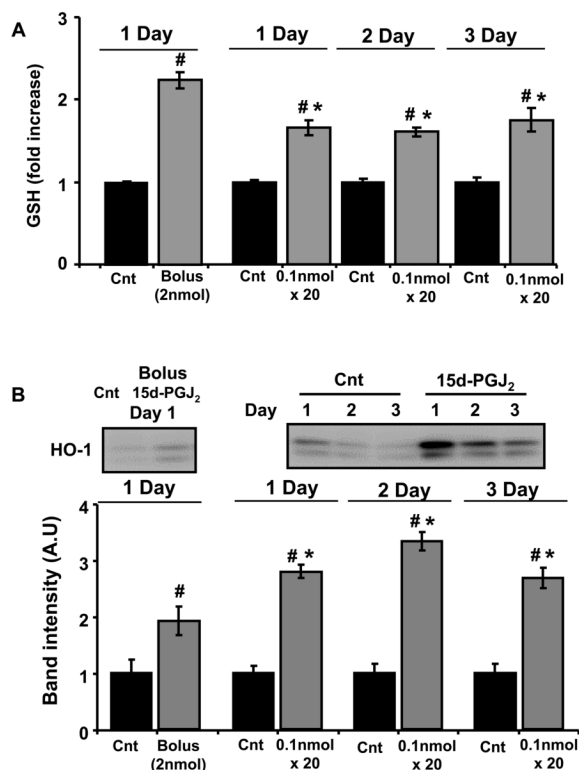 A
1 Day 1 Day 2 Day 3 Day
GSH (fold increase)
3
2
1
0
# # * # * # *
Cnt Bolus (2nmol) Cnt 0.1nmol x 20 Cnt 0.1nmol x 20 Cnt 0.1nmol x 20
B
Bolus
Cnt 15d-PGJ₂
Day 1
Cnt 15d-PGJ₂
Day 1 2 3 1 2 3
HO-1
1 Day 1 Day 2 Day 3 Day
Band intensity (A.U)
4
3
2
1
0
# # * # * # *
Cnt Bolus (2nmol) Cnt 0.1nmol x 20 Cnt 0.1nmol x 20 Cnt 0.1nmol x 20